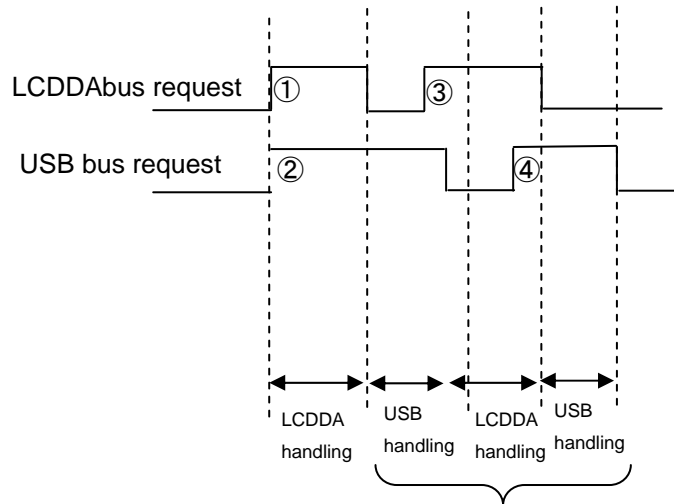 LCDDAbus request
①
③
USB bus request
②
④
LCDDA
handling
USB
handling
LCDDA
handling
USB
handling